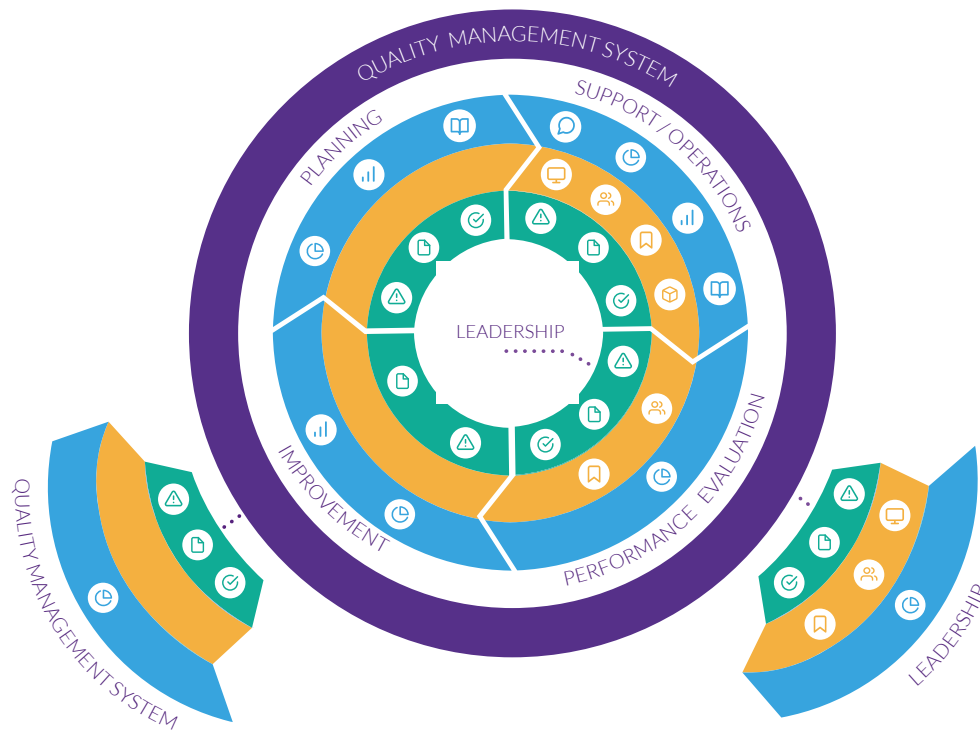 QUALITY MANAGEMENT SYSTEM
PLANNING
SUPPORT / OPERATIONS
LEADERSHIP
IMPROVEMENT
PERFORMANCE EVALUATION
QUALITY MANAGEMENT SYSTEM
LEADERSHIP